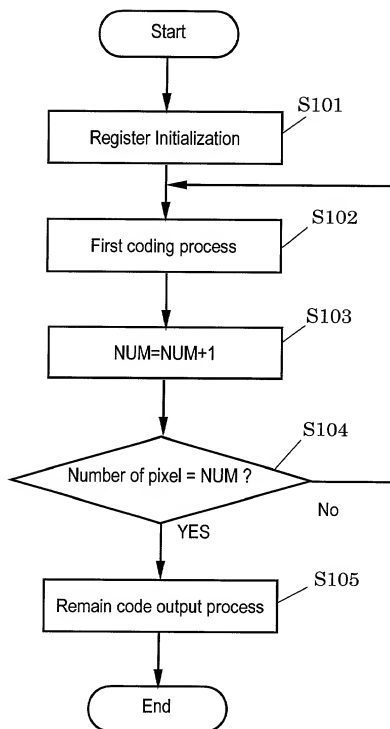 Start
S101
Register Initialization
S102
First coding process
S103
NUM=NUM+1
S104
Number of pixel = NUM ?
No
YES
S105
Remain code output process
End